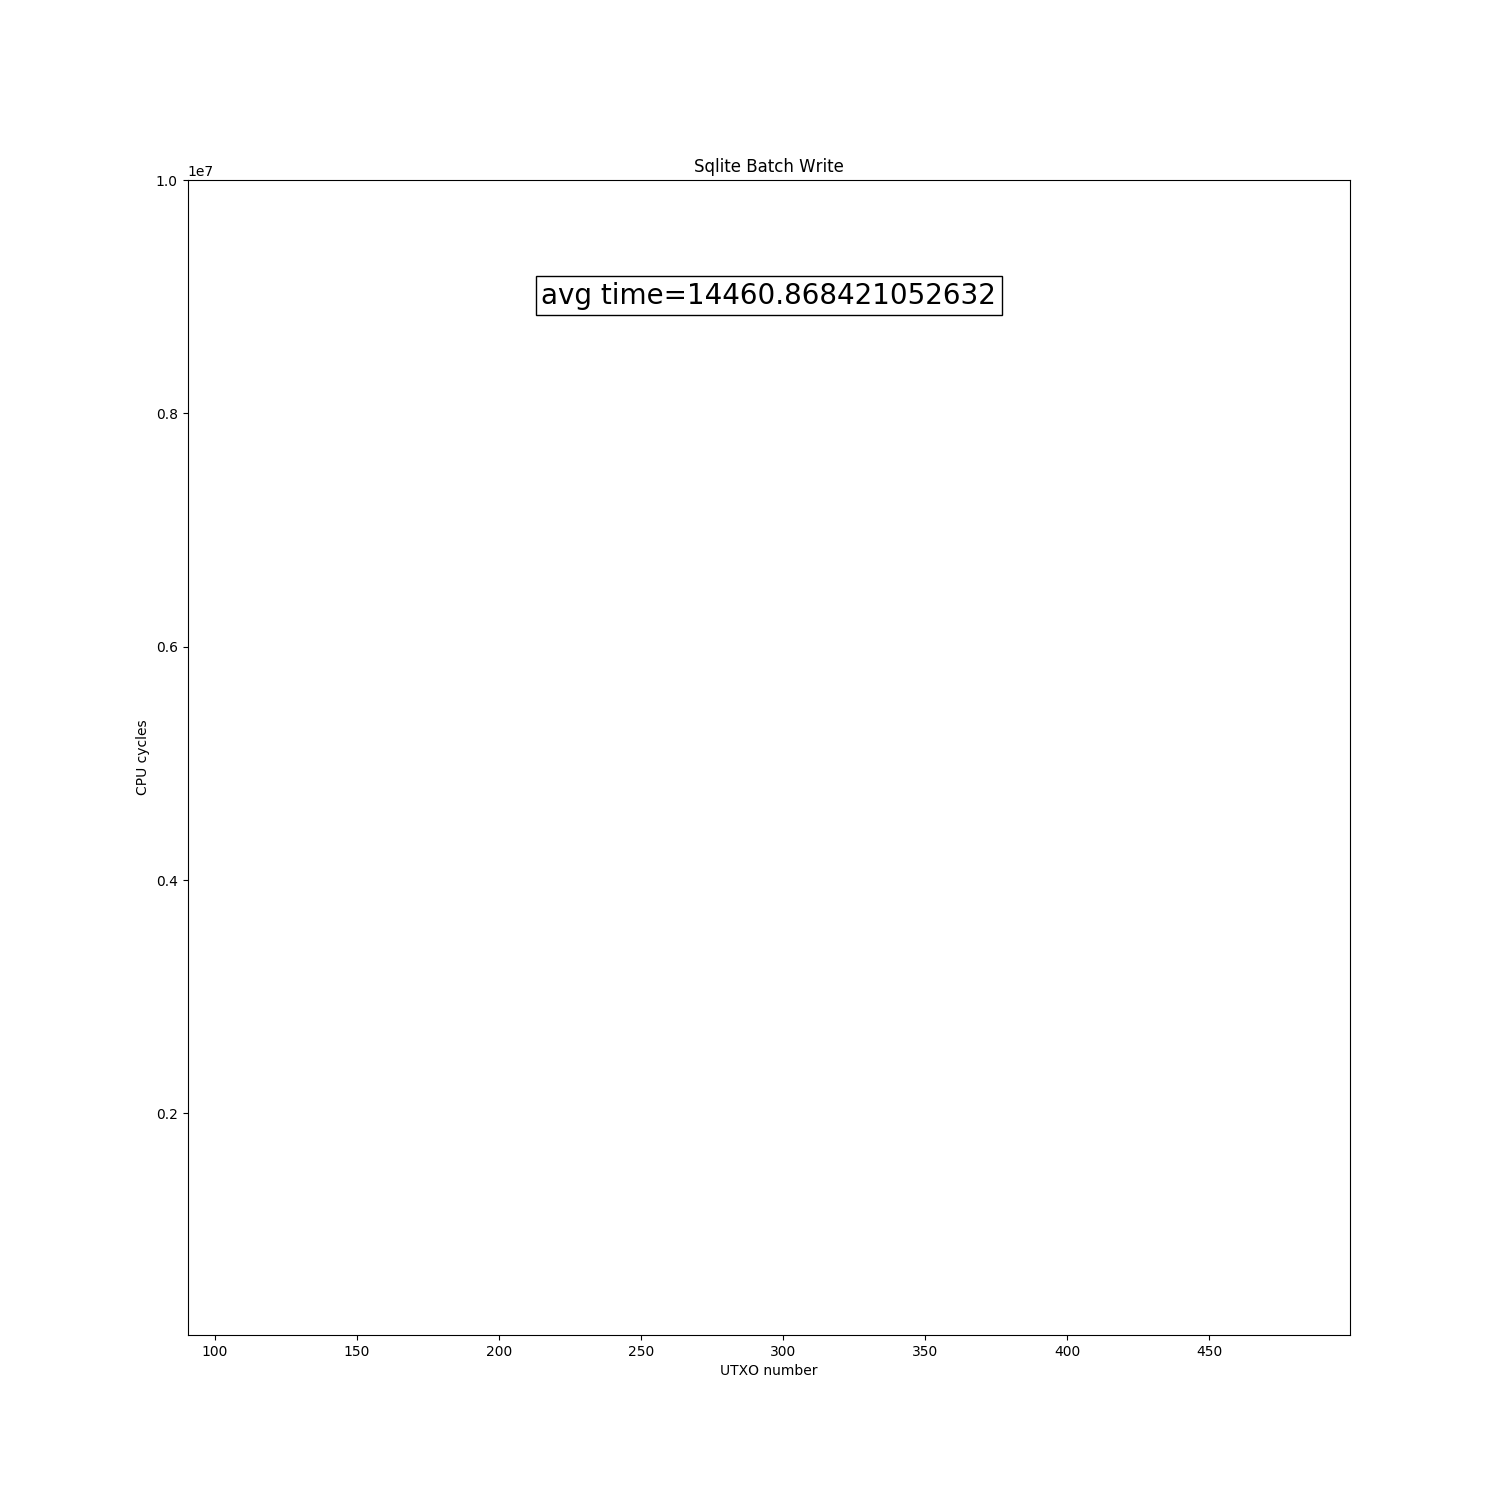 Sqlite Batch Write
1e7
1.0
avg time=14460.868421052632
0.8
0.6
CPU cycles
0.4
0.2
100 150 200 250 300 350 400 450
UTXO number